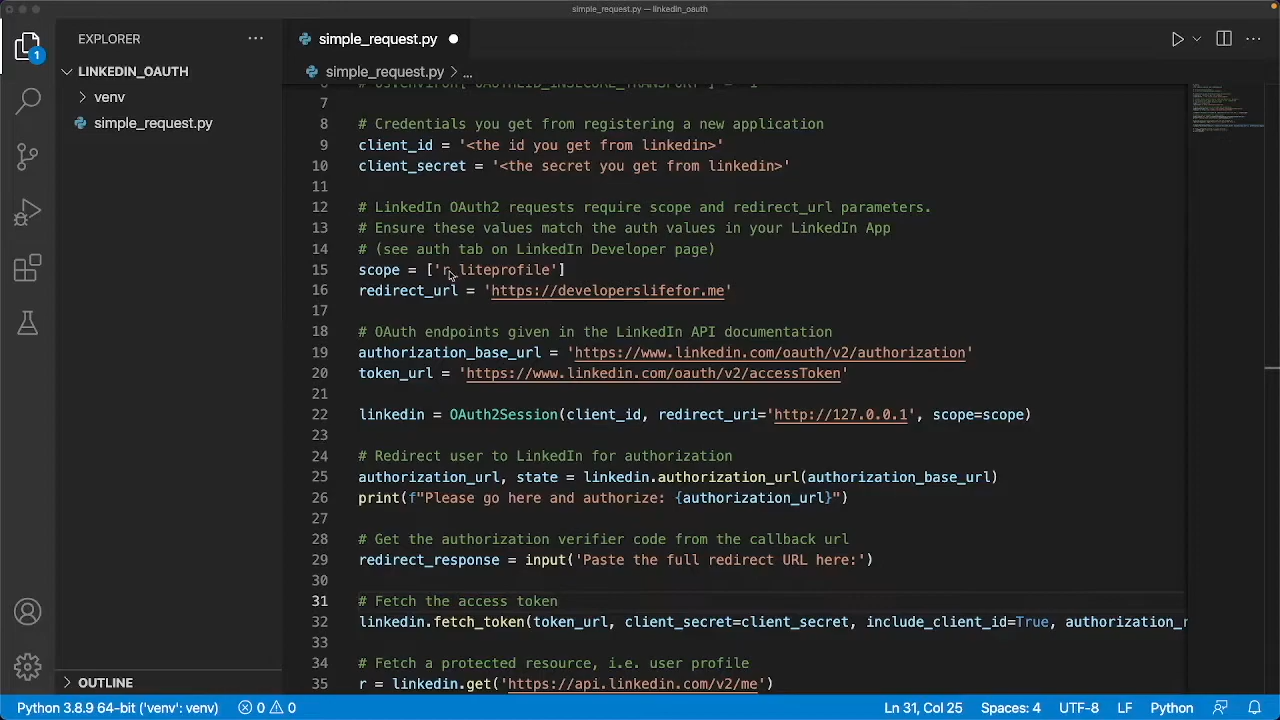 simple_request.py — linkedin_oauth
EXPLORER
simple_request.py
LINKEDIN_OAUTH
simple_request.py > ...
venv
simple_request.py
1
7
8 # Credentials you get from registering a new application
9 client_id = '<the id you get from linkedin>'
10 client_secret = '<the secret you get from linkedin>'
11
12 # LinkedIn OAuth2 requests require scope and redirect_url parameters.
13 # Ensure these values match the auth values in your LinkedIn App
14 # (see auth tab on LinkedIn Developer page)
15 scope = ['r_liteprofile']
16 redirect_url = 'https://developerslifefor.me'
17
18 # OAuth endpoints given in the LinkedIn API documentation
19 authorization_base_url = 'https://www.linkedin.com/oauth/v2/authorization'
20 token_url = 'https://www.linkedin.com/oauth/v2/accessToken'
21
22 linkedin = OAuth2Session(client_id, redirect_uri='http://127.0.0.1', scope=scope)
23
24 # Redirect user to LinkedIn for authorization
25 authorization_url, state = linkedin.authorization_url(authorization_base_url)
26 print(f"Please go here and authorize: {authorization_url}")
27
28 # Get the authorization verifier code from the callback url
29 redirect_response = input('Paste the full redirect URL here:')
30
31 # Fetch the access token
32 linkedin.fetch_token(token_url, client_secret=client_secret, include_client_id=True, authorization_r
33
34 # Fetch a protected resource, i.e. user profile
35 r = linkedin.get('https://api.linkedin.com/v2/me')
OUTLINE
Python 3.8.9 64-bit ('venv': venv) 0 0 Ln 31, Col 25 Spaces: 4 UTF-8 LF Python